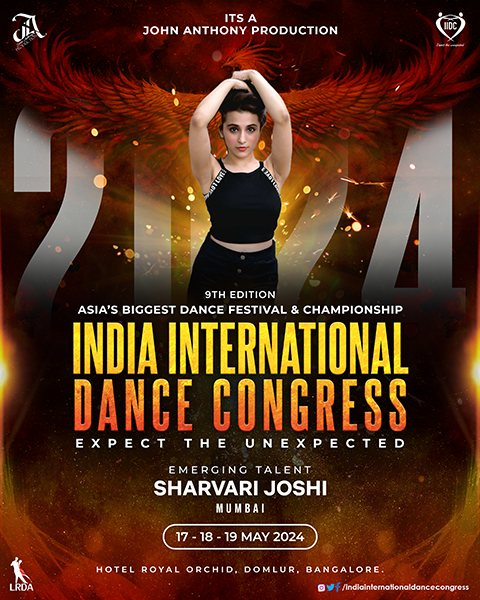 ITS A
JOHN ANTHONY PRODUCTION
JA
IIDC
2024
9TH EDITION
ASIA'S BIGGEST DANCE FESTIVAL & CHAMPIONSHIP
INDIA INTERNATIONAL
DANCE CONGRESS
EXPECT THE UNEXPECTED
EMERGING TALENT
SHARVARI JOSHI
MUMBAI
17 - 18 - 19 MAY 2024
HOTEL ROYAL ORCHID, DOMLUR, BANGALORE.
LRDA
/indiainternationaldancecongress